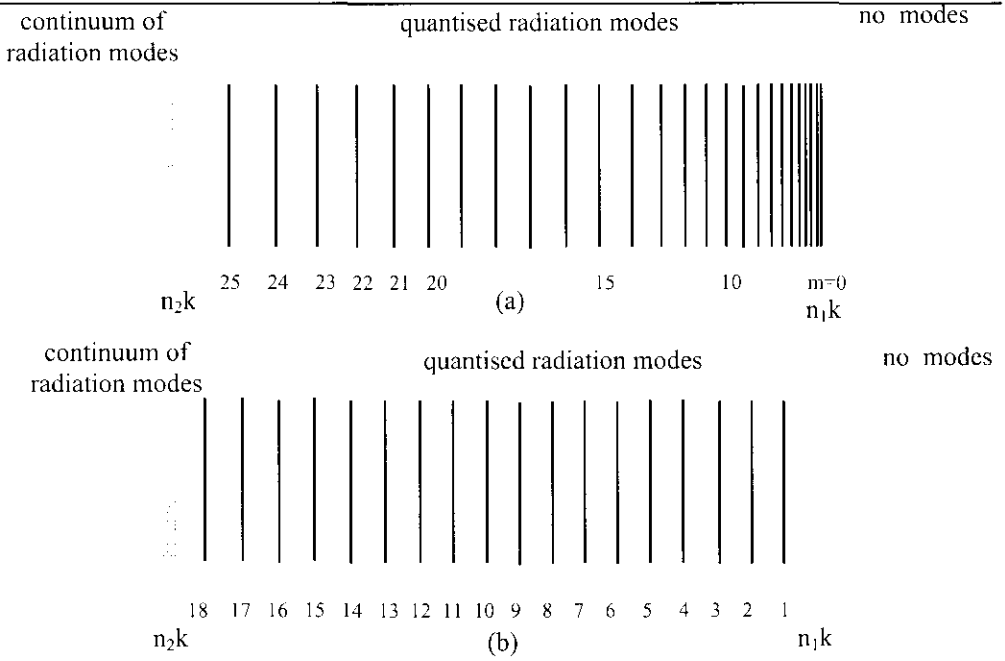 continuum of radiation modes quantised radiation modes no modes
25 24 23 22 21 20 15 10 m=0
n₂k (a) n₁k
continuum of radiation modes quantised radiation modes no modes
18 17 16 15 14 13 12 11 10 9 8 7 6 5 4 3 2 1
n₂k (b) n₁k